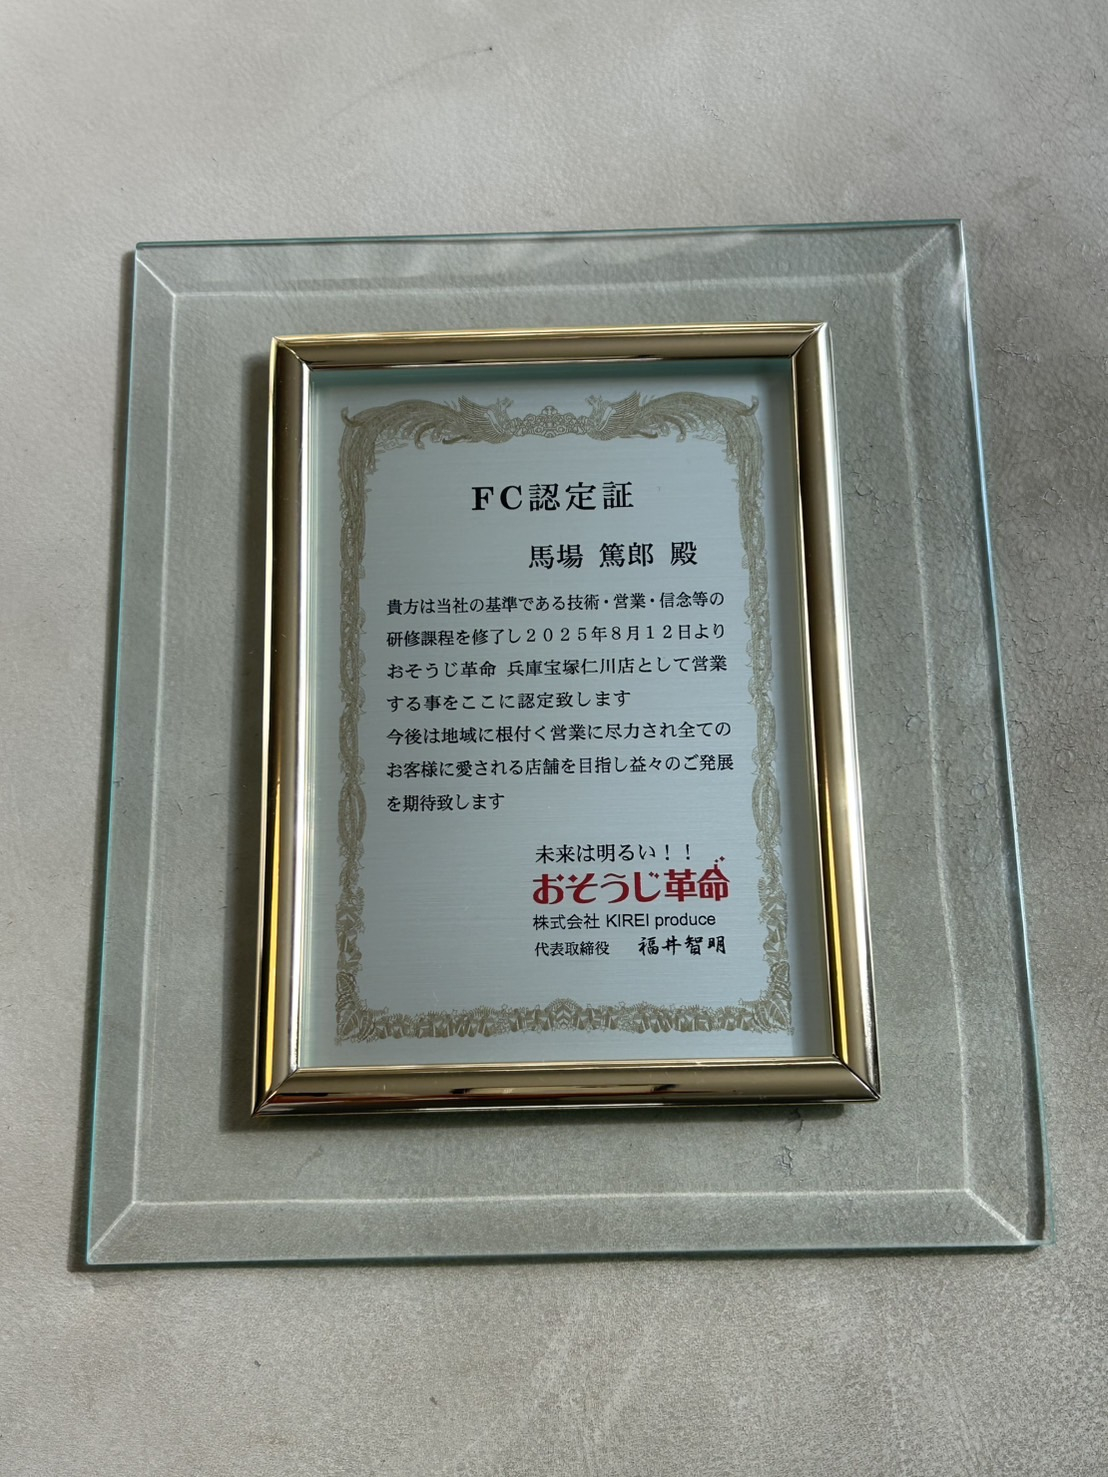 FC認定証
馬場 篤郎 殿
貴方は当社の基準である技術・営業・信念等の
研修課程を修了し2025年8月12日より
おそうじ革命 兵庫宝塚仁川店として営業
する事をここに認定致します
今後は地域に根付く営業に尽力され全ての
お客様に愛される店舗を目指し益々のご発展
を期待致します
未来は明るい!!
おそうじ革命
株式会社 KIREI produce
代表取締役 福井智明